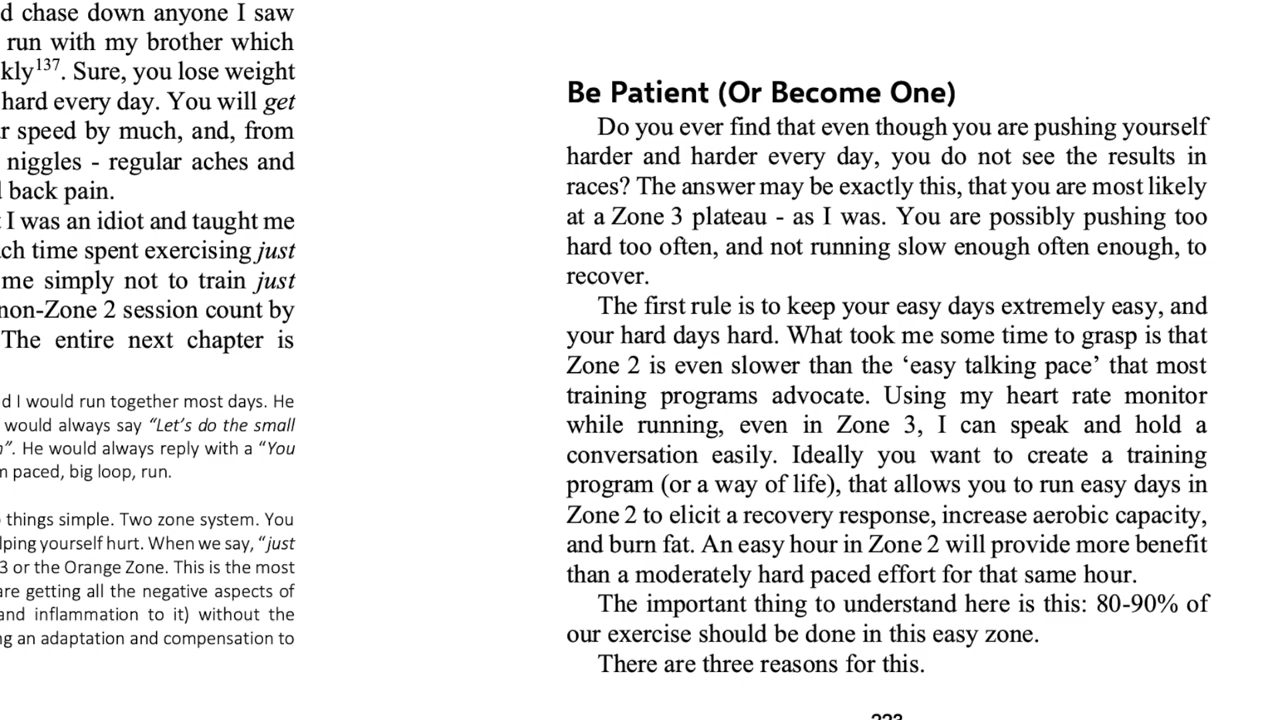 d chase down anyone I saw
run with my brother which
kly137. Sure, you lose weight
hard every day. You will get
r speed by much, and, from
niggles - regular aches and
back pain.
I was an idiot and taught me
ch time spent exercising just
me simply not to train just
non-Zone 2 session count by
The entire next chapter is
d I would run together most days. He
would always say “Let’s do the small
”. He would always reply with a “You
m paced, big loop, run.
things simple. Two zone system. You
lping yourself hurt. When we say, “just
3 or the Orange Zone. This is the most
are getting all the negative aspects of
and inflammation to it) without the
ng an adaptation and compensation to
Be Patient (Or Become One)
Do you ever find that even though you are pushing yourself
harder and harder every day, you do not see the results in
races? The answer may be exactly this, that you are most likely
at a Zone 3 plateau - as I was. You are possibly pushing too
hard too often, and not running slow enough often enough, to
recover.
The first rule is to keep your easy days extremely easy, and
your hard days hard. What took me some time to grasp is that
Zone 2 is even slower than the ‘easy talking pace’ that most
training programs advocate. Using my heart rate monitor
while running, even in Zone 3, I can speak and hold a
conversation easily. Ideally you want to create a training
program (or a way of life), that allows you to run easy days in
Zone 2 to elicit a recovery response, increase aerobic capacity,
and burn fat. An easy hour in Zone 2 will provide more benefit
than a moderately hard paced effort for that same hour.
The important thing to understand here is this: 80-90% of
our exercise should be done in this easy zone.
There are three reasons for this.